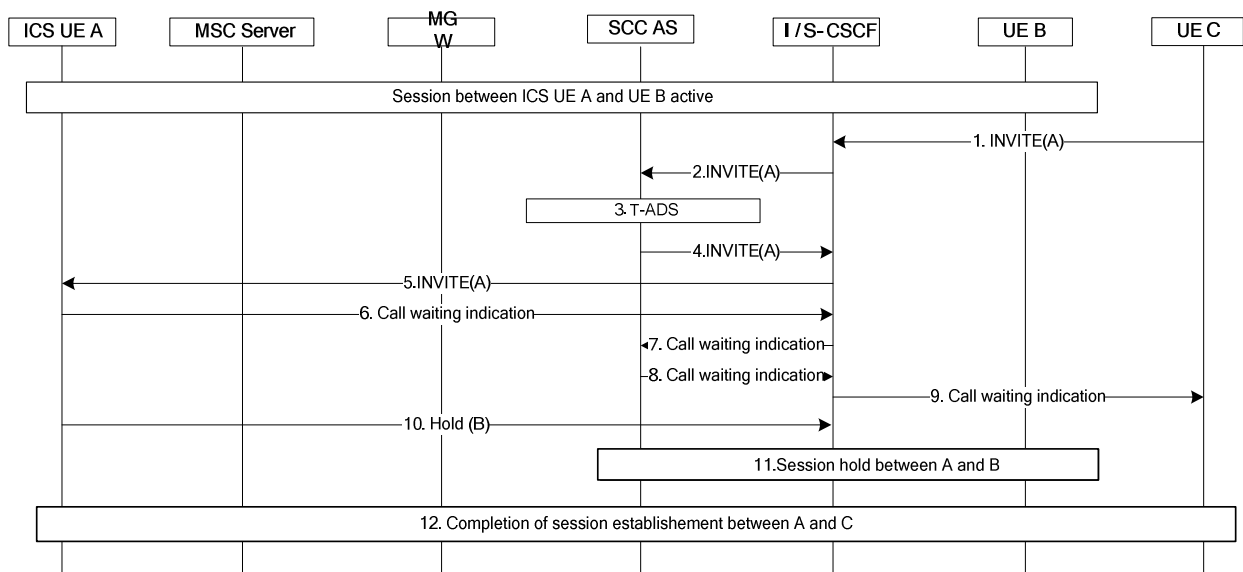 ICS UE A
MSC Server
MG
W
SCC AS
I / S-CSCF
UE B
UE C
Session between ICS UE A and UE B active
1. INVITE(A)
2.INVITE(A)
3. T-ADS
4.INVITE(A)
5.INVITE(A)
6. Call waiting indication
7. Call waiting indication
8. Call waiting indication
9. Call waiting indication
10. Hold (B)
11.Session hold between A and B
12. Completion of session establishement between A and C